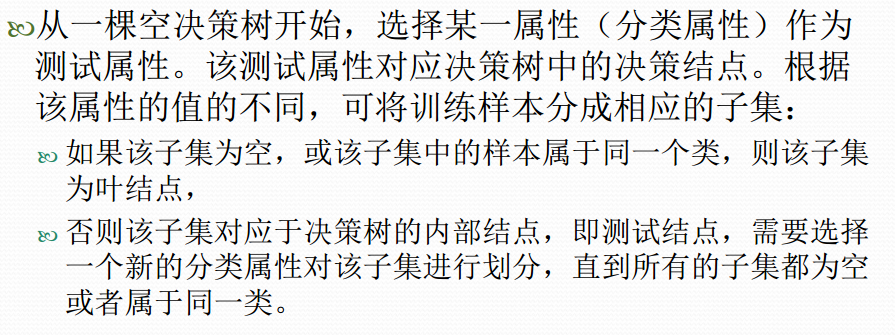 从一棵空决策树开始，选择某一属性（分类属性）作为
测试属性。该测试属性对应决策树中的决策结点。根据
该属性的值的不同，可将训练样本分成相应的子集：
如果该子集为空，或该子集中的样本属于同一个类，则该子集
为叶结点，
否则该子集对应于决策树的内部结点，即测试结点，需要选择
一个新的分类属性对该子集进行划分，直到所有的子集都为空
或者属于同一类。